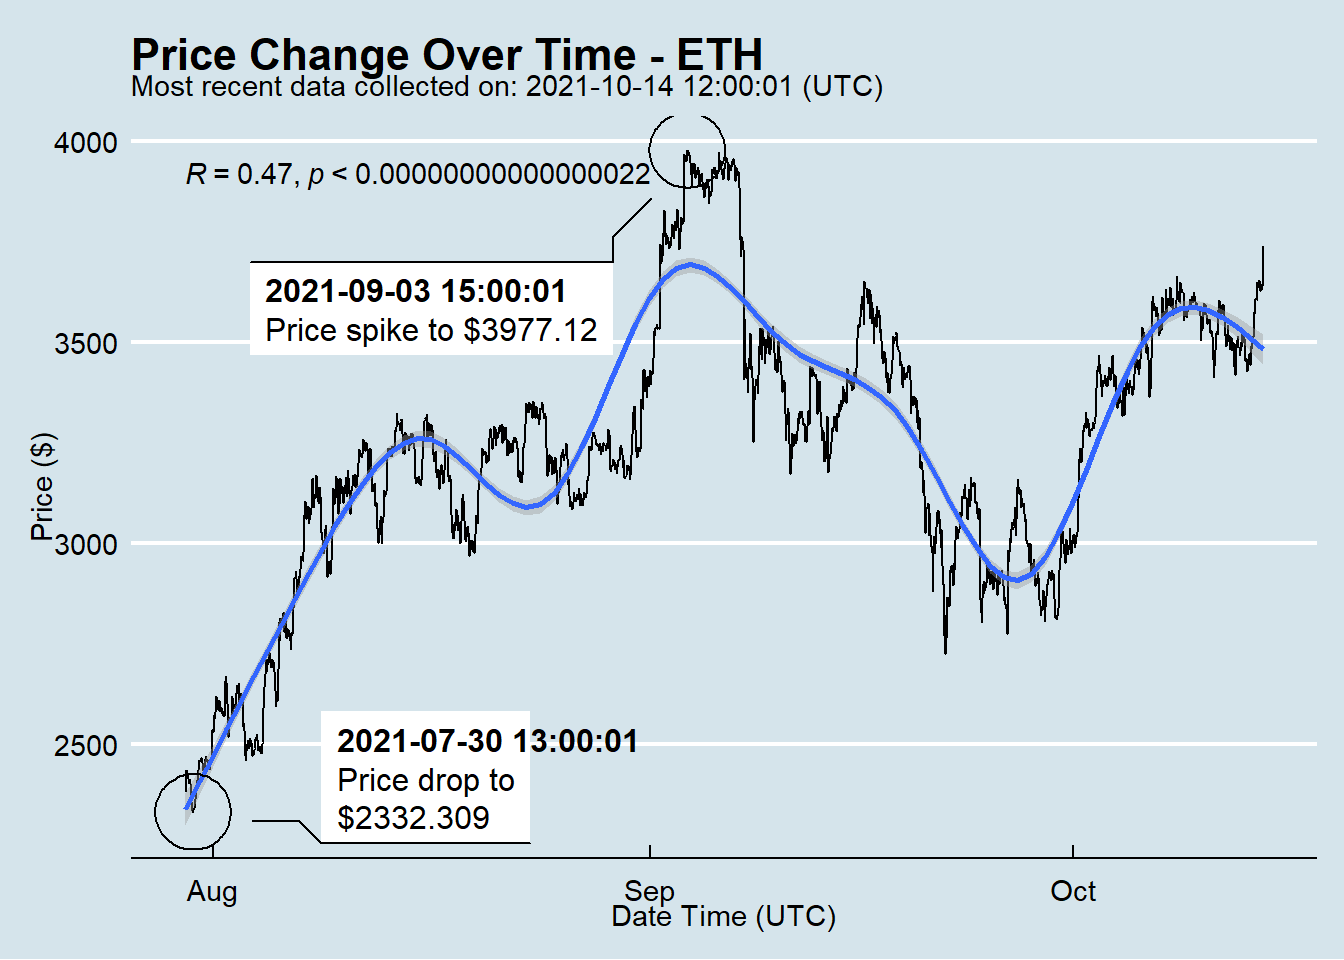 Price Change Over Time - ETH
Most recent data collected on: 2021-10-14 12:00:01 (UTC)
4000
R = 0.47, p < 0.00000000000000022
2021-09-03 15:00:01
Price spike to $3977.12
3500
Price ($)
3000
2021-07-30 13:00:01
2500
Price drop to
$2332.309
Aug
Sep
Oct
Date Time (UTC)